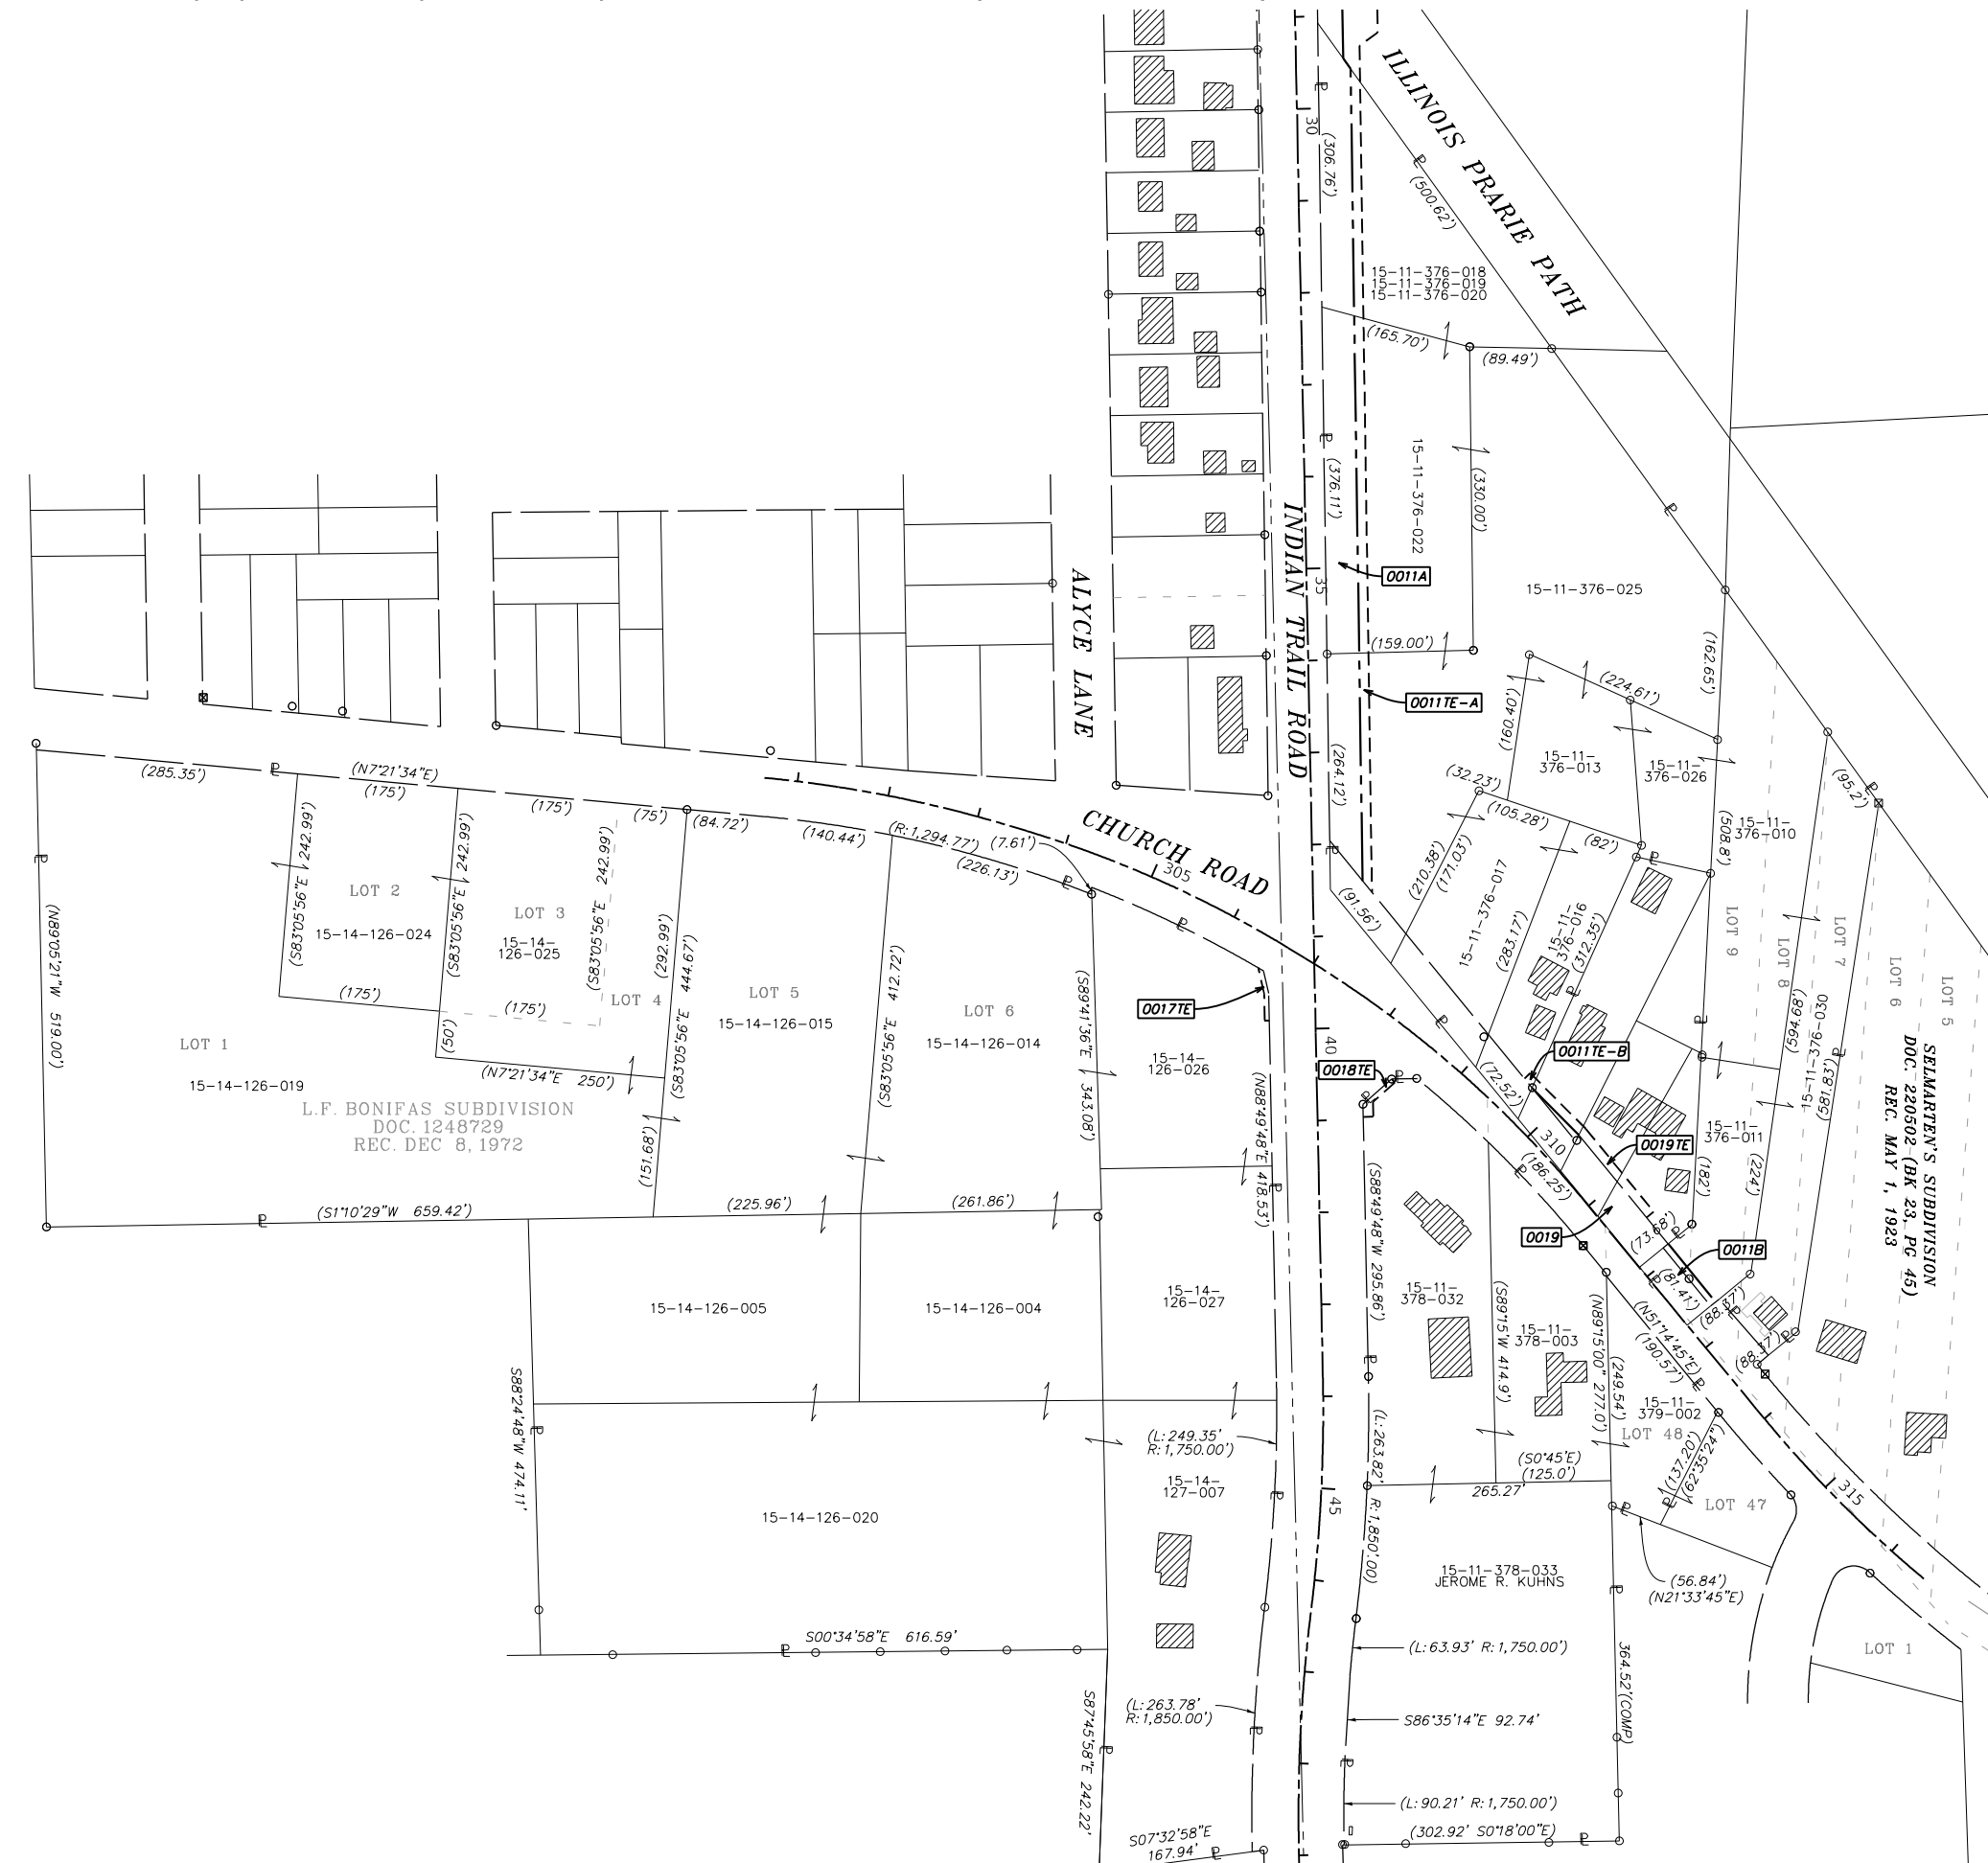 ILLINOIS PRARIE PATH
30
(306.76')
(500.62')
15-11-376-018
15-11-376-019
15-11-376-020
(165.70')
(89.49')
(376.11')
15-11-376-022
(330.00')
INDIAN TRAIL ROAD
35
0011A
15-11-376-025
ALYCE LANE
(159.00')
(162.65')
(224.61')
(160.40')
0011TE-A
(264.12')
15-11-
376-013
15-11-
376-026
(32.23')
(105.28')
(82')
(95.2')
15-11-
376-010
(508.8')
(285.35')
(N7°21'34"E)
(175')
(175')
(75')
(84.72')
(140.44')
(R:1,294.77')
(7.61')
(226.13')
CHURCH ROAD
305
(210.38')
(171.03')
15-11-376-017
(283.17')
15-11-
376-016
(312.35')
(91.56')
(S83°05'56"E 242.99')
LOT 2
15-14-126-024
(S83°05'56"E 242.99')
LOT 3
15-14-
126-025
(S83°05'56"E 242.99')
(292.99')
(N89°05'21"W 519.00')
(175')
(175')
LOT 4
(50')
(S83°05'56"E 444.67')
LOT 5
15-14-126-015
(S83°05'56"E 412.72')
LOT 6
15-14-126-014
(S89°41'36"E 343.08')
0017TE
LOT 1
15-14-126-019
(N7°21'34"E 250')
L.F. BONIFAS SUBDIVISION
DOC. 1248729
REC. DEC 8, 1972
15-14-
126-026
(N88°49'48"E 418.53')
40
0018TE
0011TE-B
(72.52')
310
(186.25')
0019TE
LOT 9
LOT 8
LOT 7
LOT 6
LOT 5
(594.68')
15-11-376-030
(581.83')
SELMARTEN'S SUBDIVISION
DOC. 220502 (BK 23, PG 45)
REC. MAY 1, 1923
15-11-
376-011
(182')
(224')
(151.68')
(S1°10'29"W 659.42')
(225.96')
(261.86')
(S88°49'48"W 295.86')
0019
(73.68')
0011B
(81.41')
(88.37')
(88.37')
15-14-126-005
15-14-126-004
15-14-
126-027
15-11-
378-032
(S89°15'W 414.9')
15-11-
378-003
(N89°15'00" 277.0')
(249.54')
(N51°14'45"E)
(190.57')
S88°24'48"W 474.11'
(L:249.35'
R:1,750.00')
(L:263.82' R:1,850.00')
15-11-
379-002
LOT 48
(137.20')
(62°35'24")
(S0°45'E)
(125.0')
265.27'
LOT 47
315
15-14-
127-007
45
15-14-126-020
15-11-378-033
JEROME R. KUHNS
(56.84')
(N21°33'45"E)
S00°34'58"E 616.59'
(L:63.93' R:1,750.00')
364.52'(COMP)
LOT 1
S87°45'58"E 242.22'
(L:263.78'
R:1,850.00')
S86°35'14"E 92.74'
(L:90.21' R:1,750.00')
S07°32'58"E
167.94'
(302.92' S0°18'00"E)